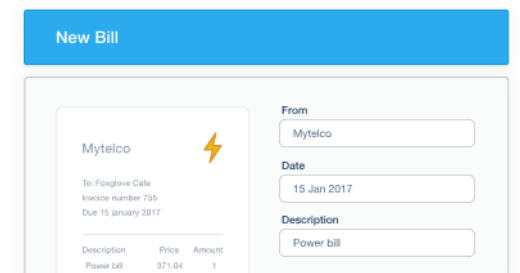 New Bill
Mytelco
To: Foxglove Cafe
Invoice number 755
Due 15 january 2017
Description Price Amount
Power bill 371.04 1
From
Mytelco
Date
15 Jan 2017
Description
Power bill